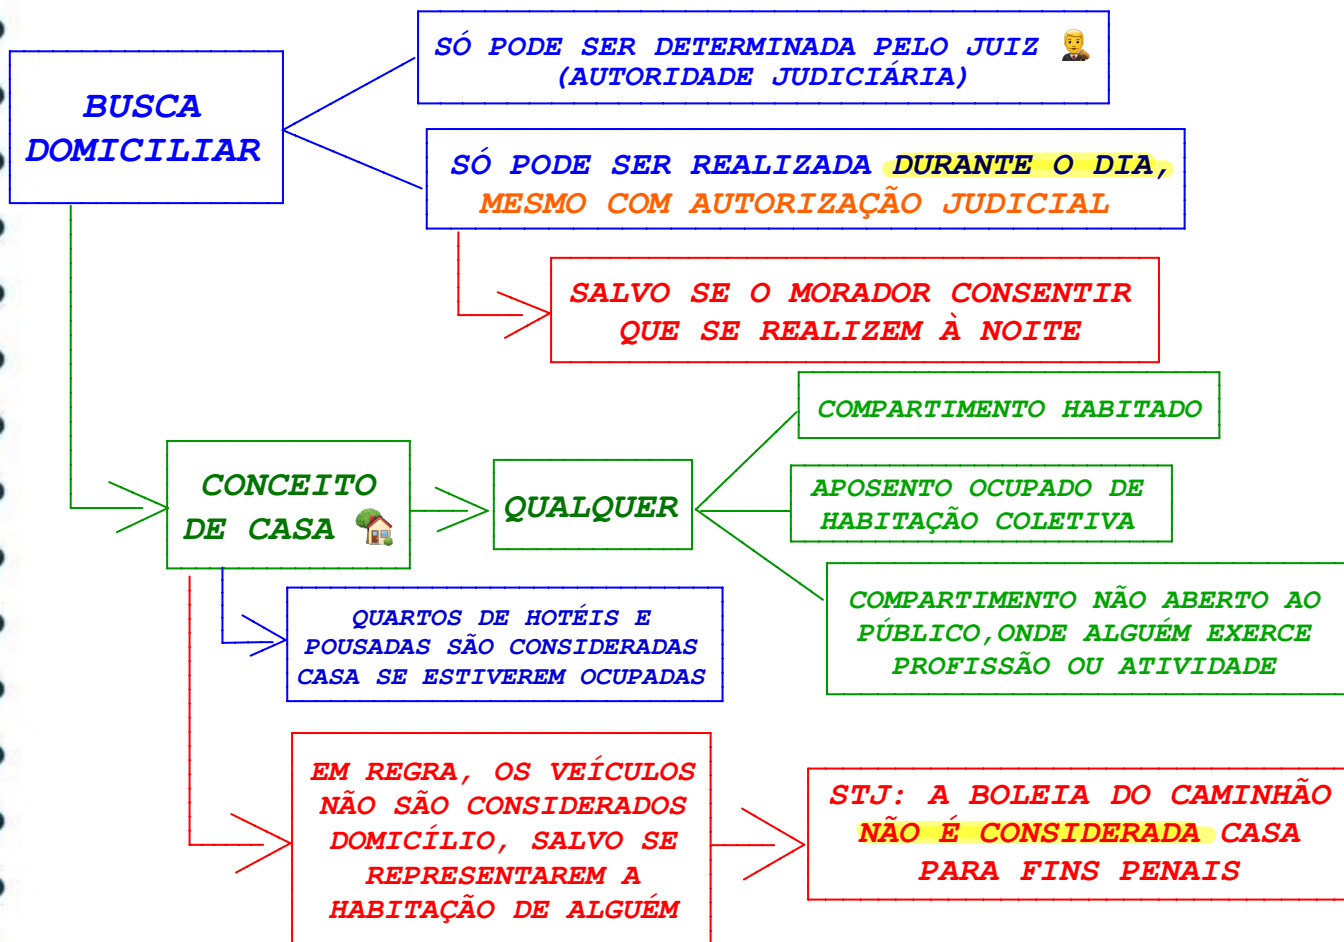 BUSCA
DOMICILIAR
SÓ PODE SER DETERMINADA PELO JUIZ
(AUTORIDADE JUDICIÁRIA)
SÓ PODE SER REALIZADA DURANTE O DIA,
MESMO COM AUTORIZAÇÃO JUDICIAL
SALVO SE O MORADOR CONSENTIR
QUE SE REALIZEM À NOITE
CONCEITO
DE CASA
QUALQUER
COMPARTIMENTO HABITADO
APOSENTO OCUPADO DE
HABITAÇÃO COLETIVA
COMPARTIMENTO NÃO ABERTO AO
PÚBLICO,ONDE ALGUÉM EXERCE
PROFISSÃO OU ATIVIDADE
QUARTOS DE HOTÉIS E
POUSADAS SÃO CONSIDERADAS
CASA SE ESTIVEREM OCUPADAS
EM REGRA, OS VEÍCULOS
NÃO SÃO CONSIDERADOS
DOMICÍLIO, SALVO SE
REPRESENTAREM A
HABITAÇÃO DE ALGUÉM
STJ: A BOLEIA DO CAMINHÃO
NÃO É CONSIDERADA CASA
PARA FINS PENAIS